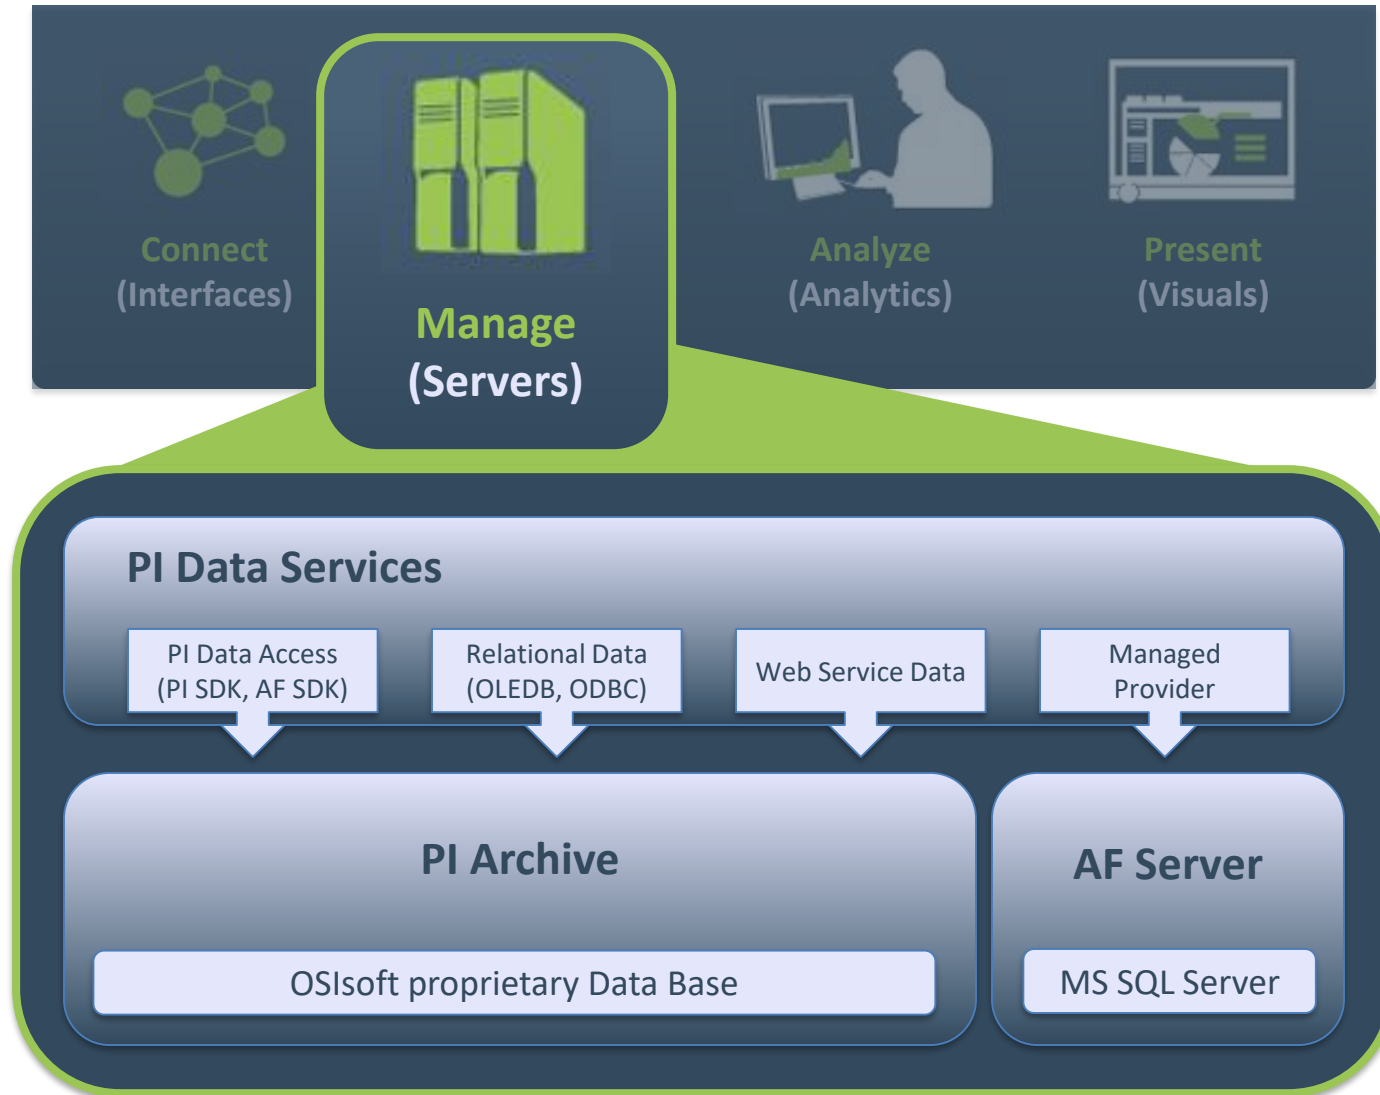 Connect
(Interfaces)
Manage
(Servers)
Analyze
(Analytics)
Present
(Visuals)
PI Data Services
PI Data Access
(PI SDK, AF SDK)
Relational Data
(OLEDB, ODBC)
Web Service Data
Managed
Provider
PI Archive
OSIsoft proprietary Data Base
AF Server
MS SQL Server